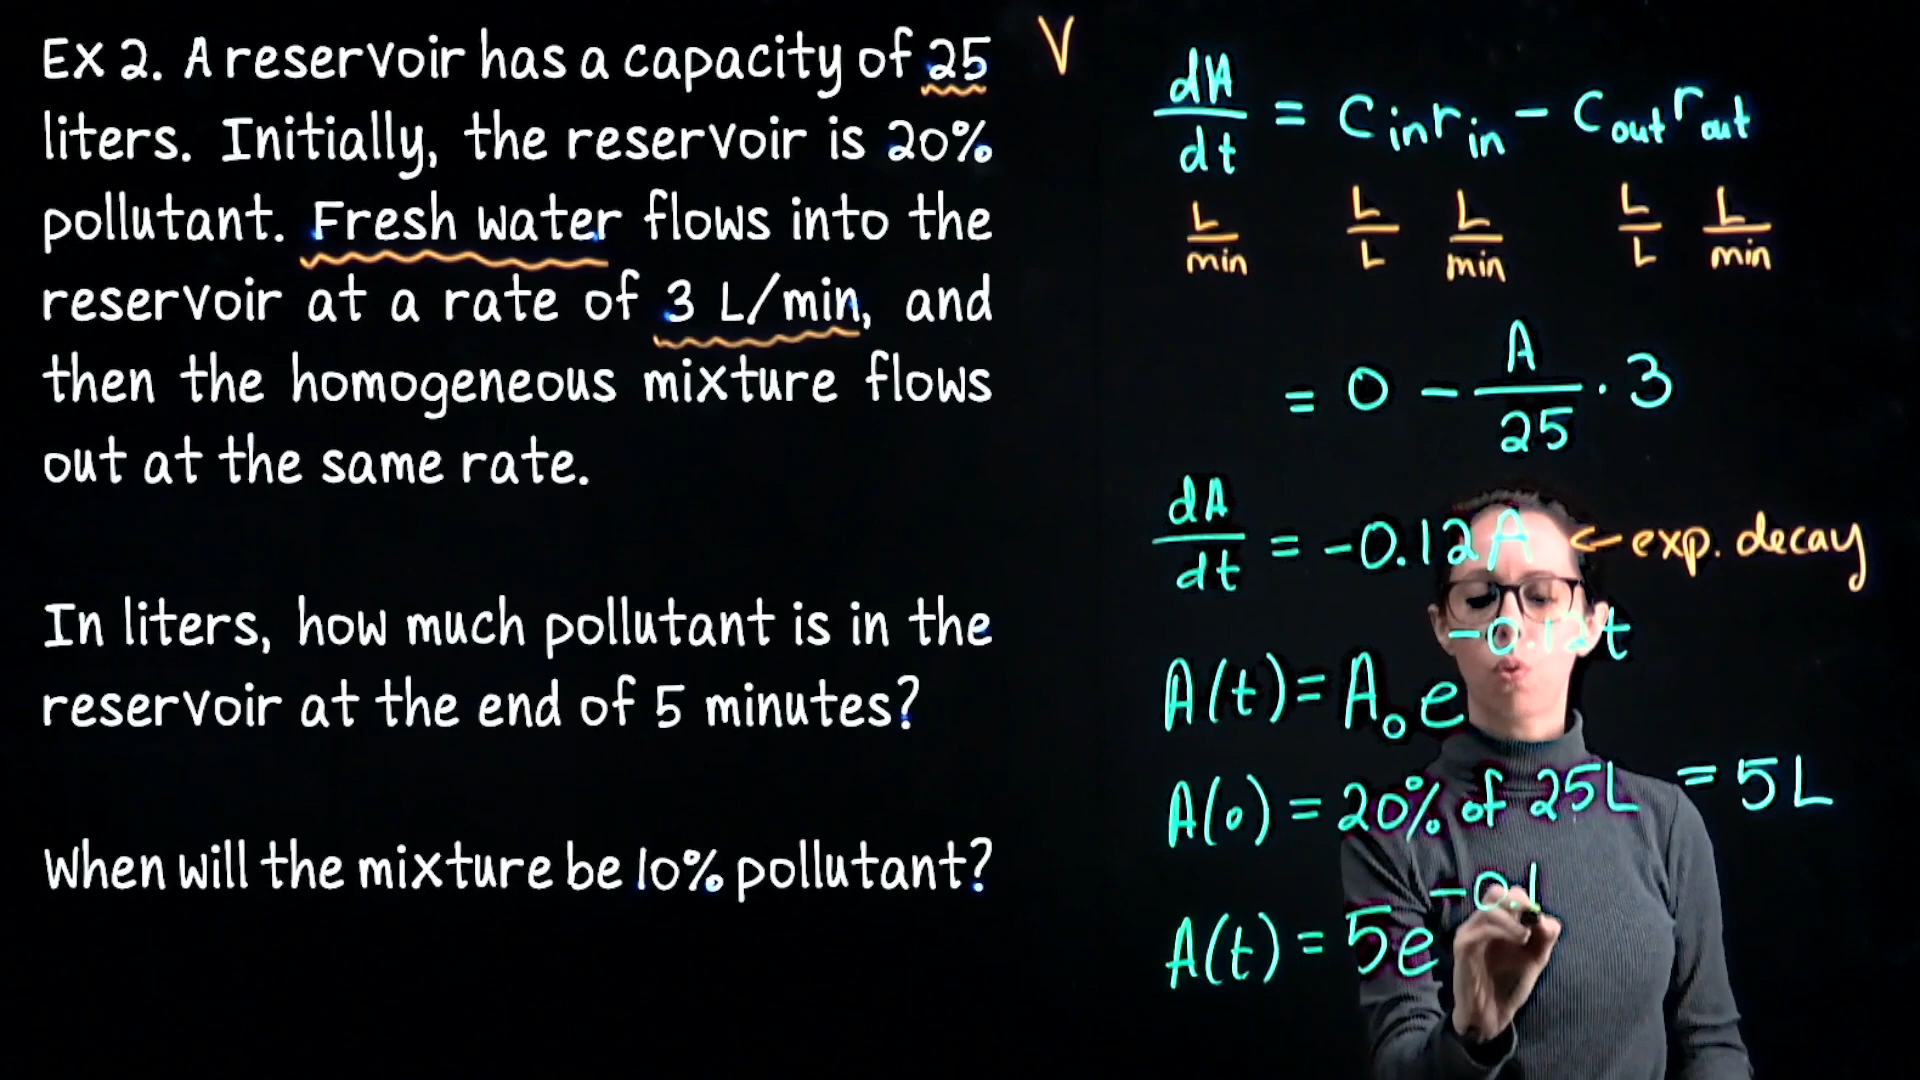 Ex 2. A reservoir has a capacity of 25
liters. Initially, the reservoir is 20%
pollutant. Fresh water flows into the
reservoir at a rate of 3 L/min, and
then the homogeneous mixture flows
out at the same rate.
In liters, how much pollutant is in the
reservoir at the end of 5 minutes?
When will the mixture be 10% pollutant?
V
dA/dt = C_in r_in - C_out r_out
L/min L/L L/min L/L L/min
= 0 - A/25 · 3
dA/dt = -0.12A ← exp. decay
A(t) = A₀e^-0.12t
A(0) = 20% of 25L = 5L
A(t) = 5e^-0.1